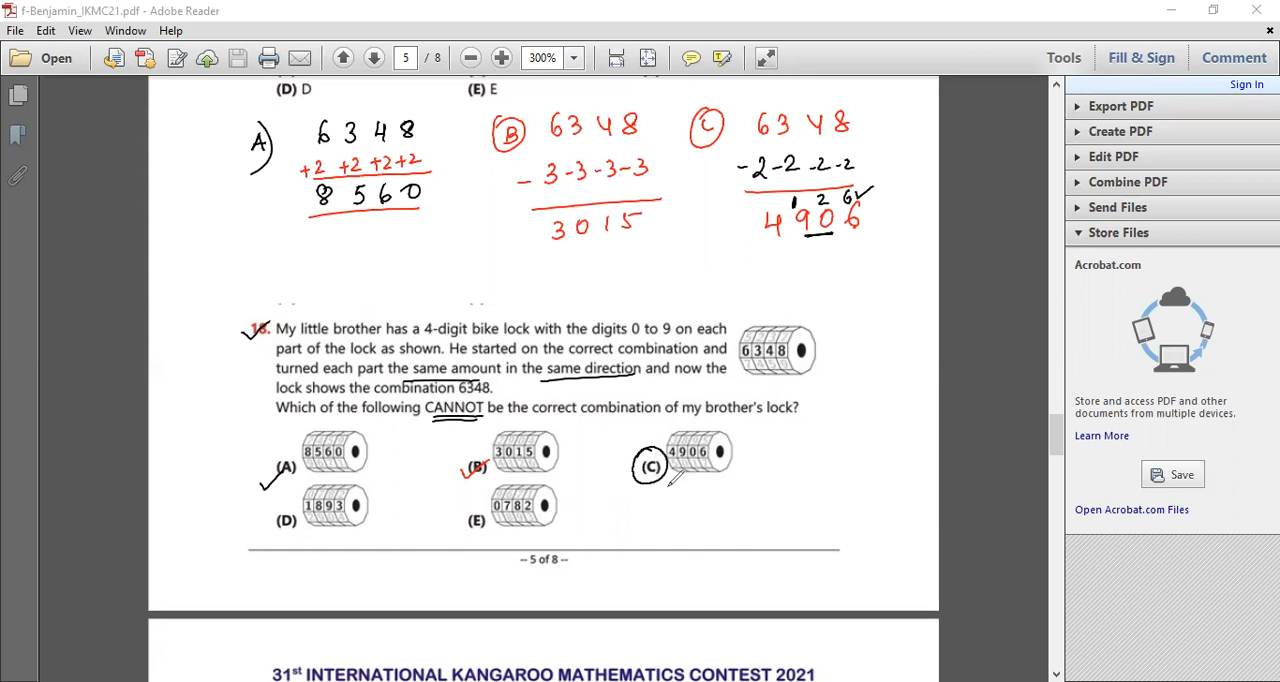 f-Benjamin_IKMC21.pdf - Adobe Reader
File Edit View Window Help
Open 5 / 8 300% Tools Fill & Sign Comment
Sign In
Export PDF
Create PDF
Edit PDF
Combine PDF
Send Files
Store Files
Acrobat.com
Store and access PDF and other
documents from multiple devices.
Save
Open Acrobat.com Files
(D) D (E) E
A) 6 3 4 8
+2 +2 +2 +2
8 5 6 0
(B) 6 3 4 8
- 3 -3 -3 -3
3 0 1 5
(C) 6 3 4 8
-2 -2 -2 -2
1 2 6
4 9 0 6
18. My little brother has a 4-digit bike lock with the digits 0 to 9 on each
part of the lock as shown. He started on the correct combination and
turned each part the same amount in the same direction and now the
lock shows the combination 6348.
6348
Which of the following CANNOT be the correct combination of my brother's lock?
(A) 8560 (B) 3015 (C) 4906
(D) 1893 (E) 0782
-- 5 of 8 --
31st INTERNATIONAL KANGAROO MATHEMATICS CONTEST 2021